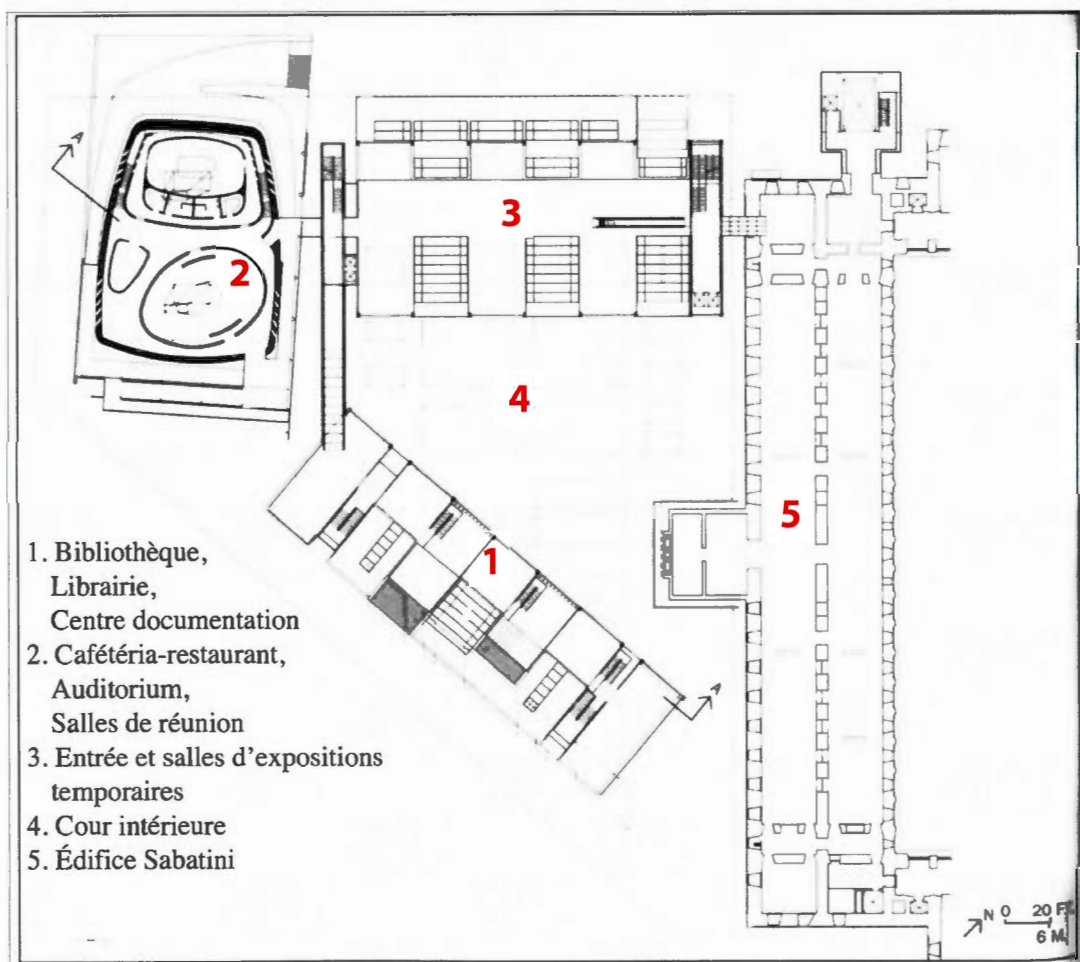 A
3
2
4
5
1
A
1. Bibliothèque,
Librairie,
Centre documentation
2. Cafétéria-restaurant,
Auditorium,
Salles de réunion
3. Entrée et salles d'expositions
temporaires
4. Cour intérieure
5. Édifice Sabatini
N 0 20 F
6 M